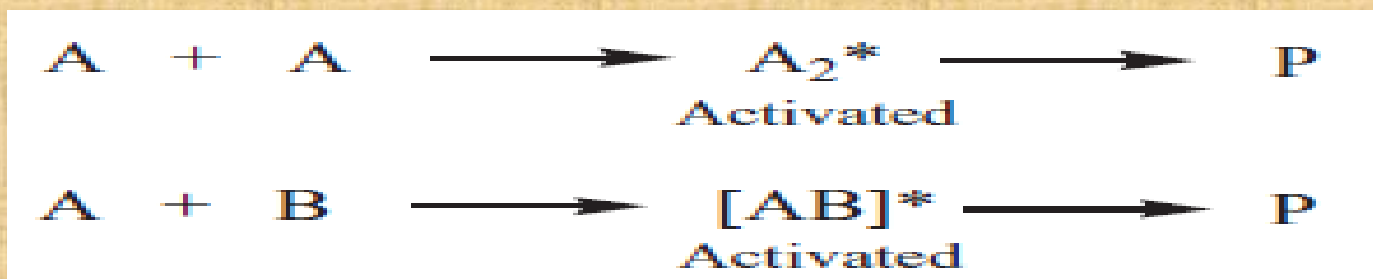 A + A ⟶ A₂* ⟶ P
Activated
A + B ⟶ [AB]* ⟶ P
Activated